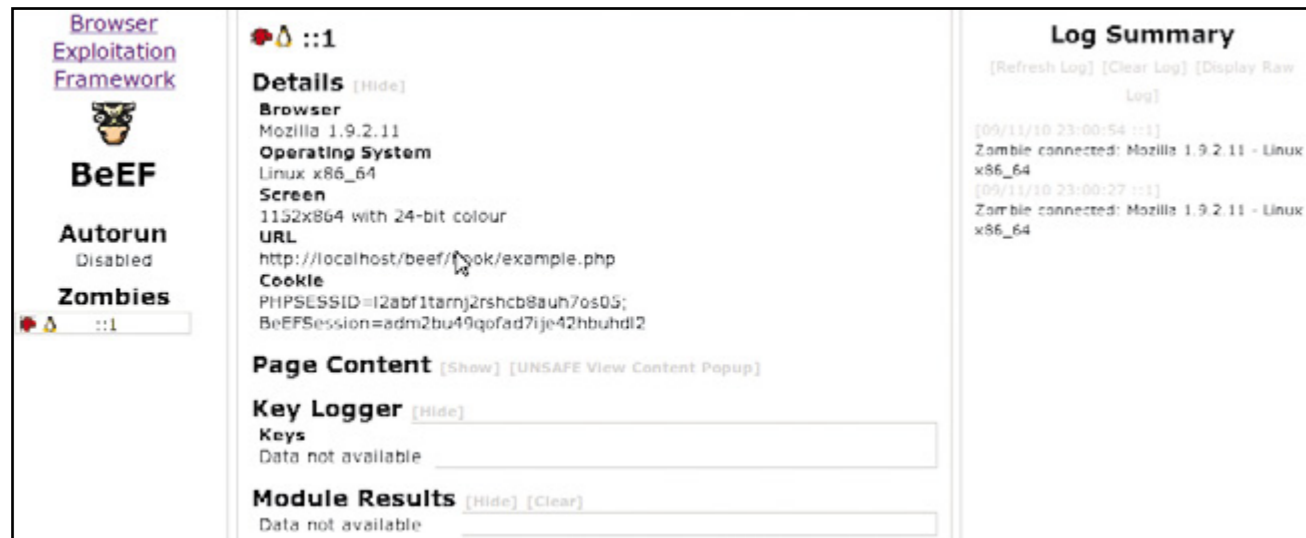 Browser
Exploitation
Framework
BeEF
Autorun
Disabled
Zombies
::1
::1
Details [Hide]
Browser
Mozilla 1.9.2.11
Operating System
Linux x86_64
Screen
1152x864 with 24-bit colour
URL
http://localhost/beef/hook/example.php
Cookie
BeEFSession=adm2bu49qofad7ije42hbuhdl2
Page Content [Show] [UNSAFE View Content Popup]
Key Logger [Hide]
Keys
Data not available
Module Results [Hide] [Clear]
Data not available
Log Summary
[Refresh Log] [Clear Log] [Display Raw
Log]
[09/11/10 23:00:54 ::1]
Zombie connected: Mozilla 1.9.2.11 - Linux
x86_64
[09/11/10 23:00:27 ::1]
Zombie connected: Mozilla 1.9.2.11 - Linux
x86_64